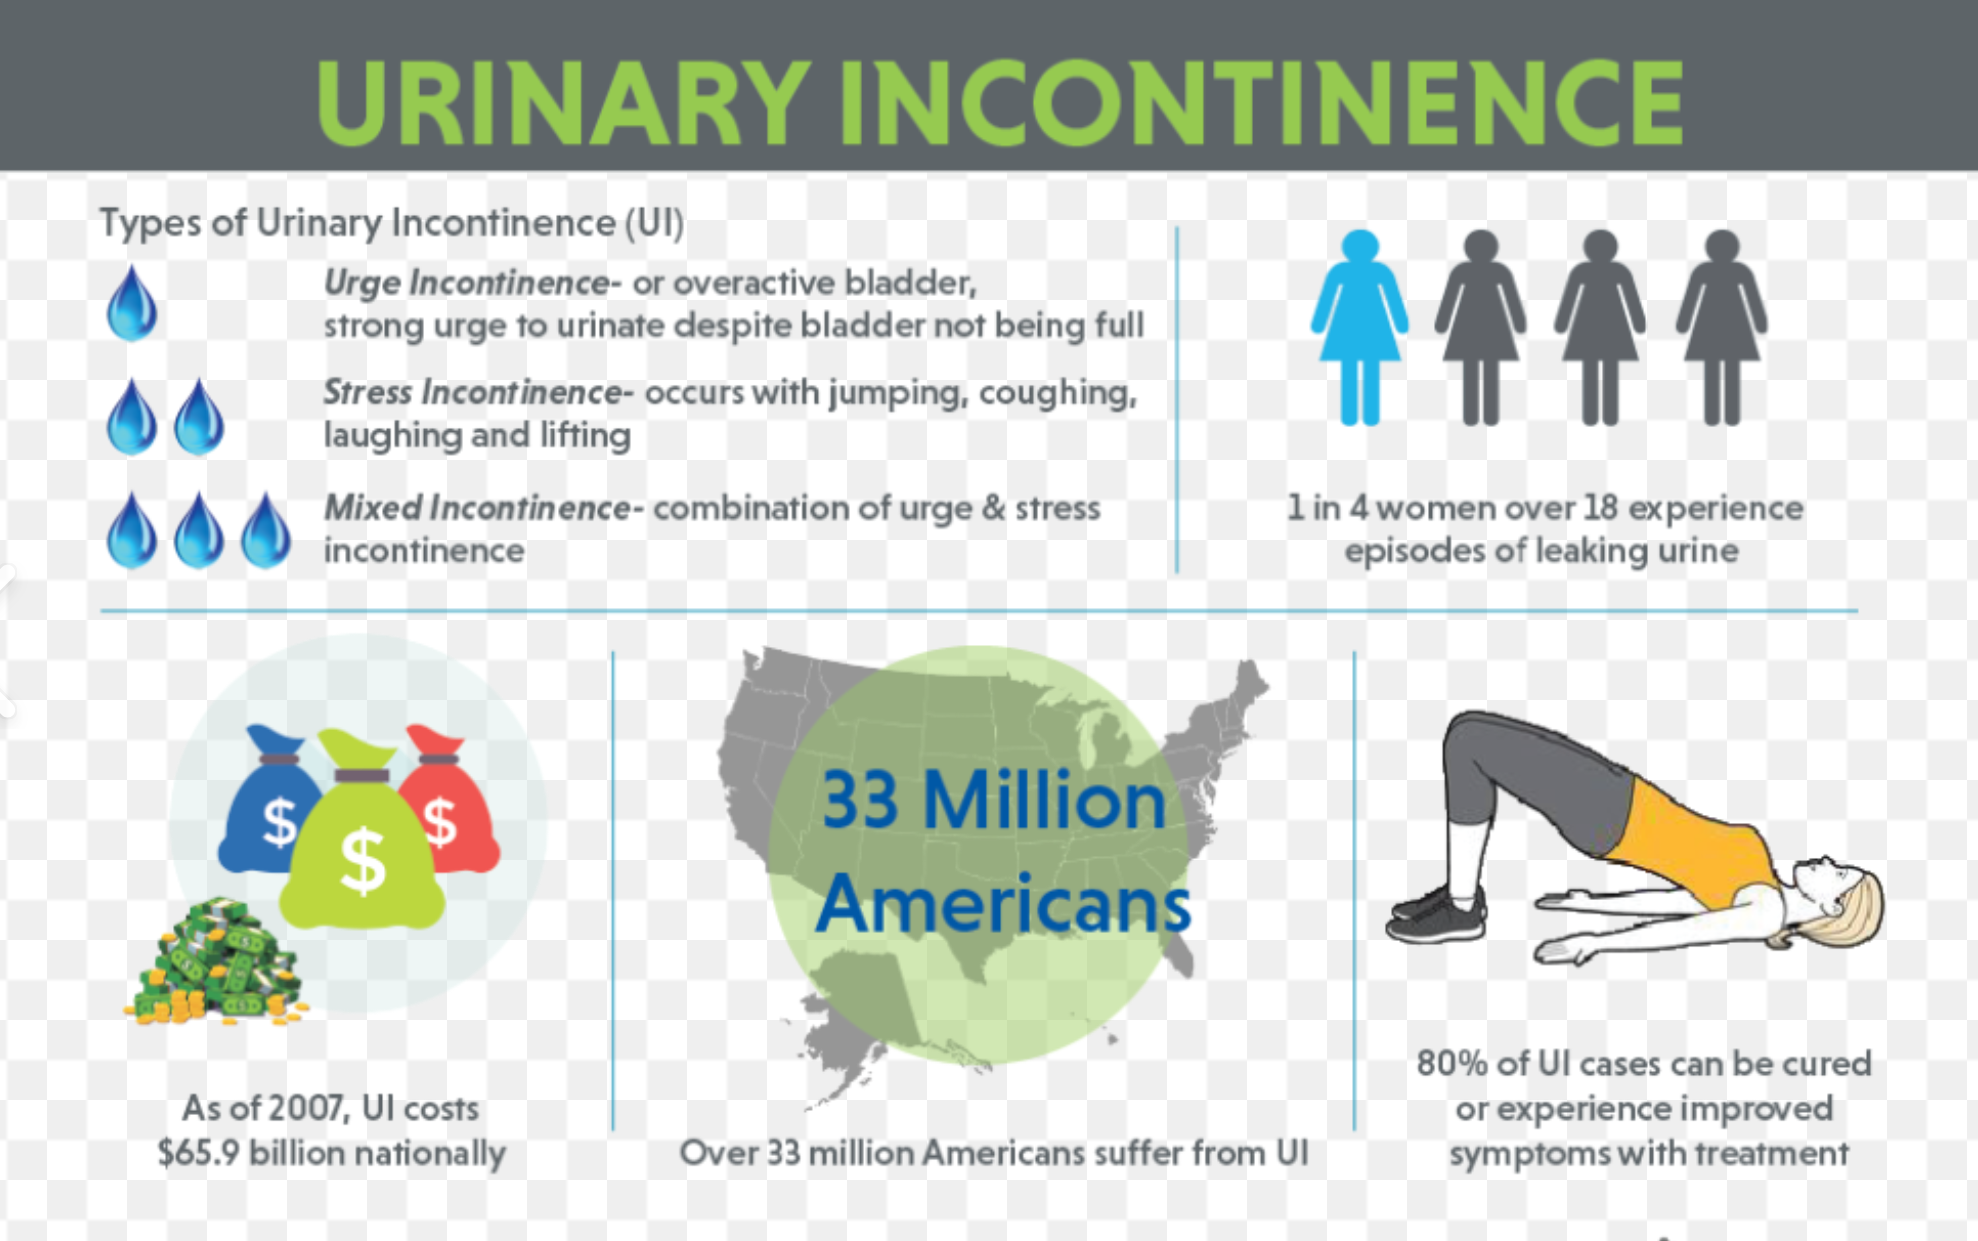 URINARY INCONTINENCE
Types of Urinary Incontinence (UI)
Urge Incontinence- or overactive bladder,
strong urge to urinate despite bladder not being full
Stress Incontinence- occurs with jumping, coughing,
laughing and lifting
Mixed Incontinence- combination of urge & stress
incontinence
1 in 4 women over 18 experience
episodes of leaking urine
$ $ $
As of 2007, UI costs
$65.9 billion nationally
33 Million
Americans
Over 33 million Americans suffer from UI
80% of UI cases can be cured
or experience improved
symptoms with treatment